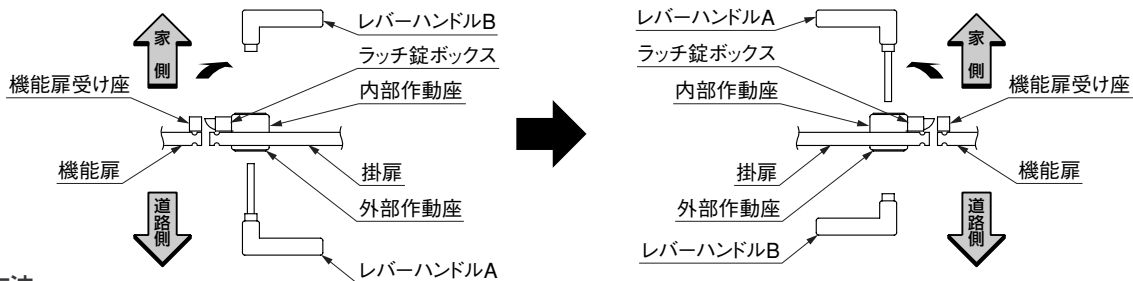 レバーハンドルB
家側
ラッチ錠ボックス
機能扉受け座
内部作動座
機能扉
掛扉
道路側
外部作動座
レバーハンドルA
レバーハンドルA
家側
ラッチ錠ボックス
内部作動座
機能扉受け座
掛扉
機能扉
外部作動座
道路側
レバーハンドルB